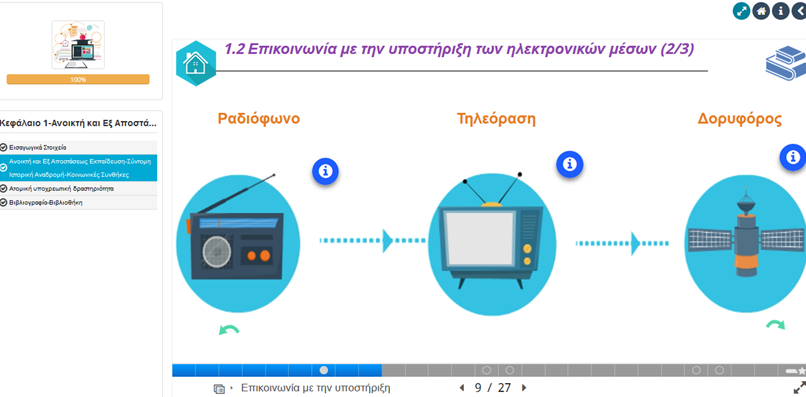 100%
Κεφάλαιο 1-Ανοικτή και Εξ Αποστά...
Εισαγωγικά Στοιχεία
Ανοικτή και Εξ Αποστάσεως Εκπαίδευση-Σύντομη
Ιστορική Αναδρομή-Κοινωνικές Συνθήκες
Ατομική υποχρεωτική δραστηριότητα
Βιβλιογραφία-Βιβλιοθήκη
1.2 Επικοινωνία με την υποστήριξη των ηλεκτρονικών μέσων (2/3)
Ραδιόφωνο
Τηλεόραση
Δορυφόρος
Επικοινωνία με την υποστήριξη
9 / 27